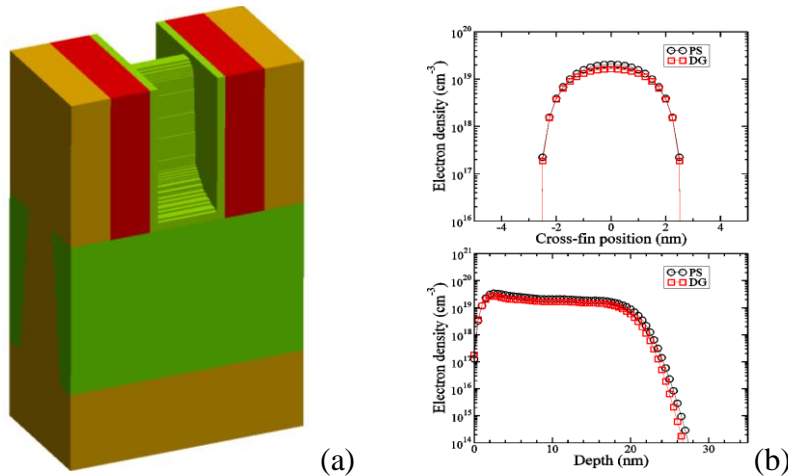 10^20
PS
DG
10^19
10^18
10^17
10^16
Electron density (cm^-3)
-4 -2 0 2 4
Cross-fin position (nm)
10^21
PS
DG
10^20
10^19
10^18
10^17
10^16
10^15
10^14
Electron density (cm^-3)
0 10 20 30
Depth (nm)
(a)
(b)